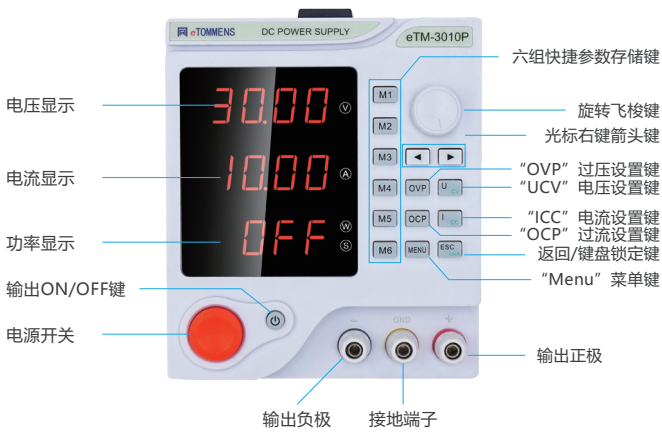 eTOMMENS
DC POWER SUPPLY
eTM-3010P
30.00
V
10.00
A
OFF
W
S
M1
M2
M3
M4
M5
M6
OVP
U CV
OCP
I CC
MENU
ESC
- GND +
电压显示
电流显示
功率显示
输出ON/OFF键
电源开关
六组快捷参数存储键
旋转飞梭键
光标右键箭头键
“OVP”过压设置键
“UCV”电压设置键
“ICC”电流设置键
“OCP”过流设置键
返回/键盘锁定键
“Menu”菜单键
输出正极
输出负极
接地端子